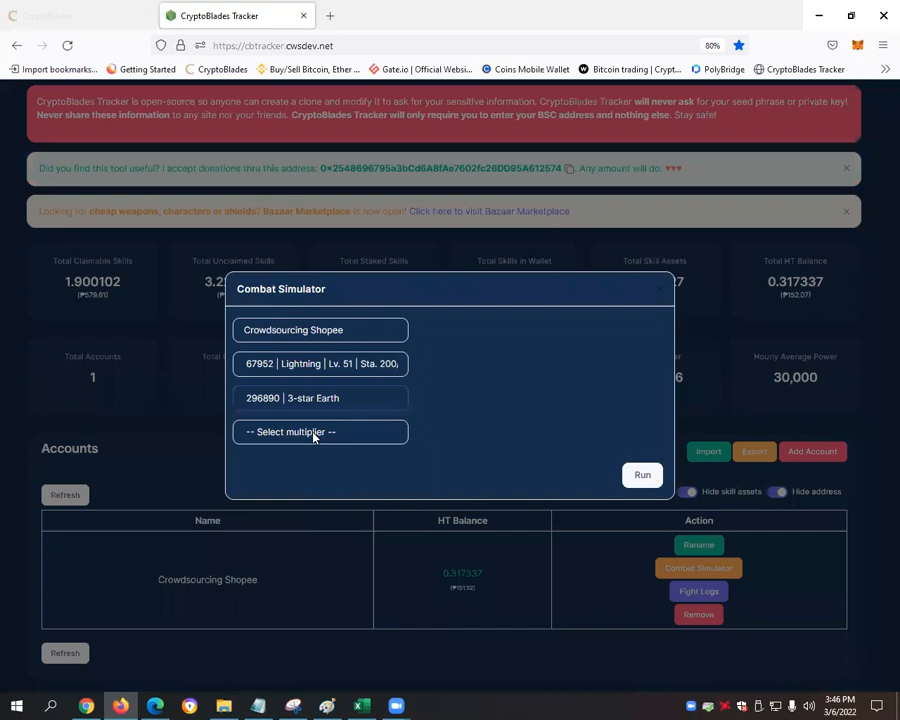 CryptoBlades
CryptoBlades Tracker
https://cbtracker.cwsdev.net
80%
Import bookmarks...
Getting Started
CryptoBlades
Buy/Sell Bitcoin, Ether ...
Gate.io | Official Websi...
Coins Mobile Wallet
Bitcoin trading | Crypt...
PolyBridge
CryptoBlades Tracker
CryptoBlades Tracker is open-source so anyone can create a clone and modify it to ask for your sensitive information. CryptoBlades Tracker will never ask for your seed phrase or private key!
Never share these information to any site nor your friends. CryptoBlades Tracker will only require you to enter your BSC address and nothing else. Stay safe!
Did you find this tool useful? I accept donations thru this address: 0x2548696795a3bCd6A8fAe7602fc26DD95A612574 . Any amount will do. ♥♥♥
Looking for cheap weapons, characters or shields? Bazaar Marketplace is now open! Click here to visit Bazaar Marketplace.
Total Claimable Skills
Total Unclaimed Skills
Total Staked Skills
Total Skills in Wallet
Total Skill Assets
Total HT Balance
1.900102
0.317337
(₱579.61)
(₱152.07)
Combat Simulator
Crowdsourcing Shopee
67952 | Lightning | Lv. 51 | Sta. 200
296890 | 3-star Earth
-- Select multiplier --
Run
Total Accounts
1
Hourly Average Power
30,000
Accounts
Import
Export
Add Account
Refresh
Hide skill assets
Hide address
Name
HT Balance
Action
Crowdsourcing Shopee
0.317337
(₱151.52)
Rename
Combat Simulator
Fight Logs
Remove
Refresh
3:46 PM
3/6/2022